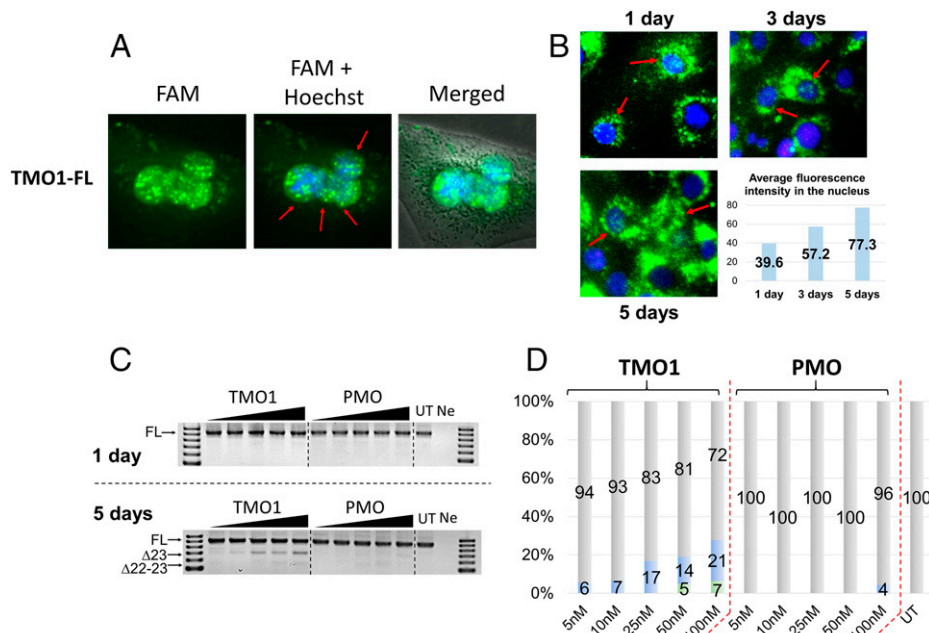 A
FAM
FAM +
Hoechst
Merged
TMO1-FL
B
1 day
3 days
5 days
Average fluorescence
intensity in the nucleus
80
60
40
20
0
39.6
57.2
77.3
1 day
3 days
5 days
C
TMO1
PMO
UT Ne
FL
1 day
5 days
TMO1
PMO
UT Ne
FL
Δ23
Δ22-23
D
TMO1
PMO
100%
80%
60%
40%
20%
0%
94
93
83
81
72
100
100
100
100
96
100
6
7
17
14
5
21
7
4
5nM
10nM
25nM
50nM
100nM
5nM
10nM
25nM
50nM
100nM
UT